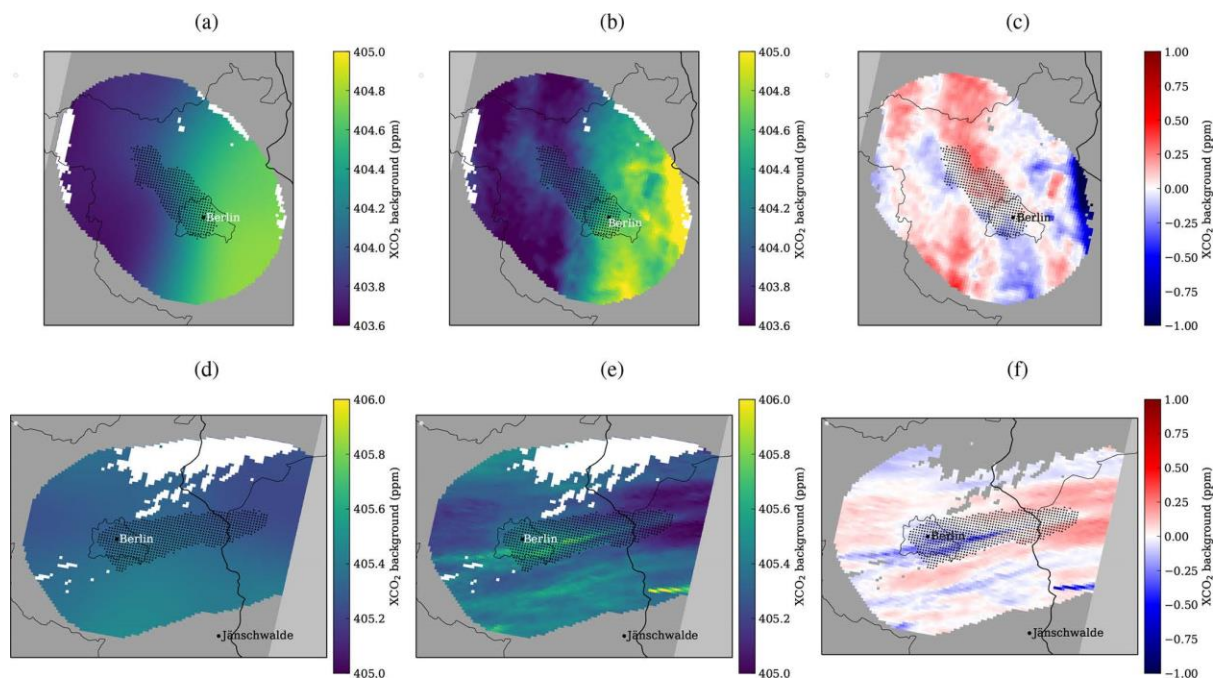 (a)
(b)
(c)
405.0
404.8
404.6
404.4
404.2
404.0
403.8
403.6
XCO₂ background (ppm)
Berlin
405.0
404.8
404.6
404.4
404.2
404.0
403.8
403.6
XCO₂ background (ppm)
Berlin
1.00
0.75
0.50
0.25
0.00
−0.25
−0.50
−0.75
−1.00
XCO₂ background (ppm)
Berlin
(d)
(e)
(f)
406.0
405.8
405.6
405.4
405.2
405.0
XCO₂ background (ppm)
Berlin
Jänschwalde
406.0
405.8
405.6
405.4
405.2
405.0
XCO₂ background (ppm)
Berlin
Jänschwalde
1.00
0.75
0.50
0.25
0.00
−0.25
−0.50
−0.75
−1.00
XCO₂ background (ppm)
Berlin
Jänschwalde